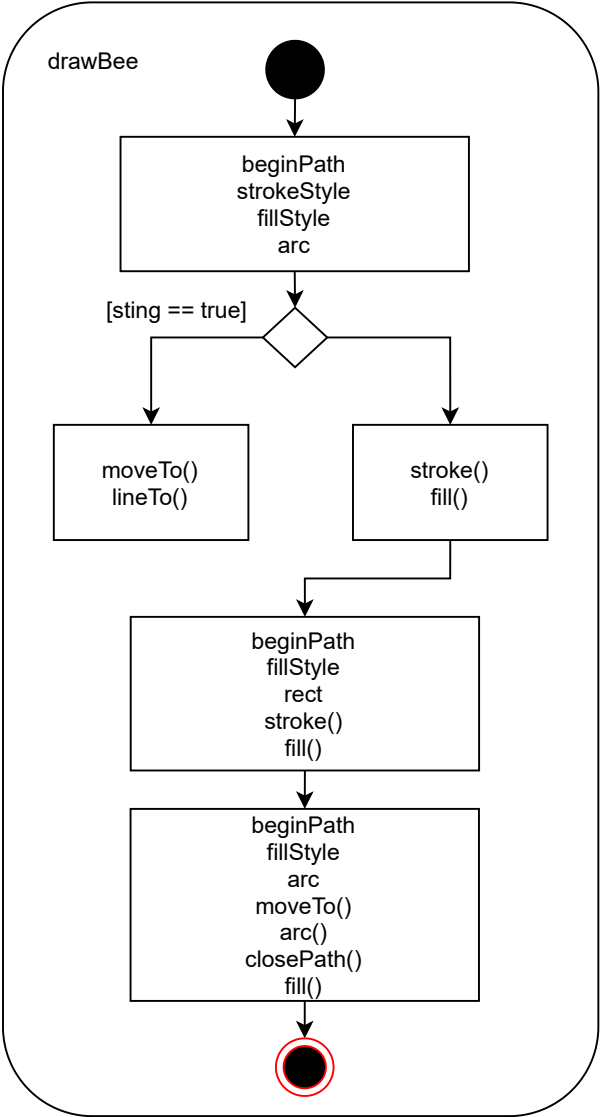 drawBee
beginPath
strokeStyle
fillStyle
arc
[sting == true]
moveTo()
lineTo()
stroke()
fill()
beginPath
fillStyle
rect
stroke()
fill()
beginPath
fillStyle
arc
moveTo()
arc()
closePath()
fill()